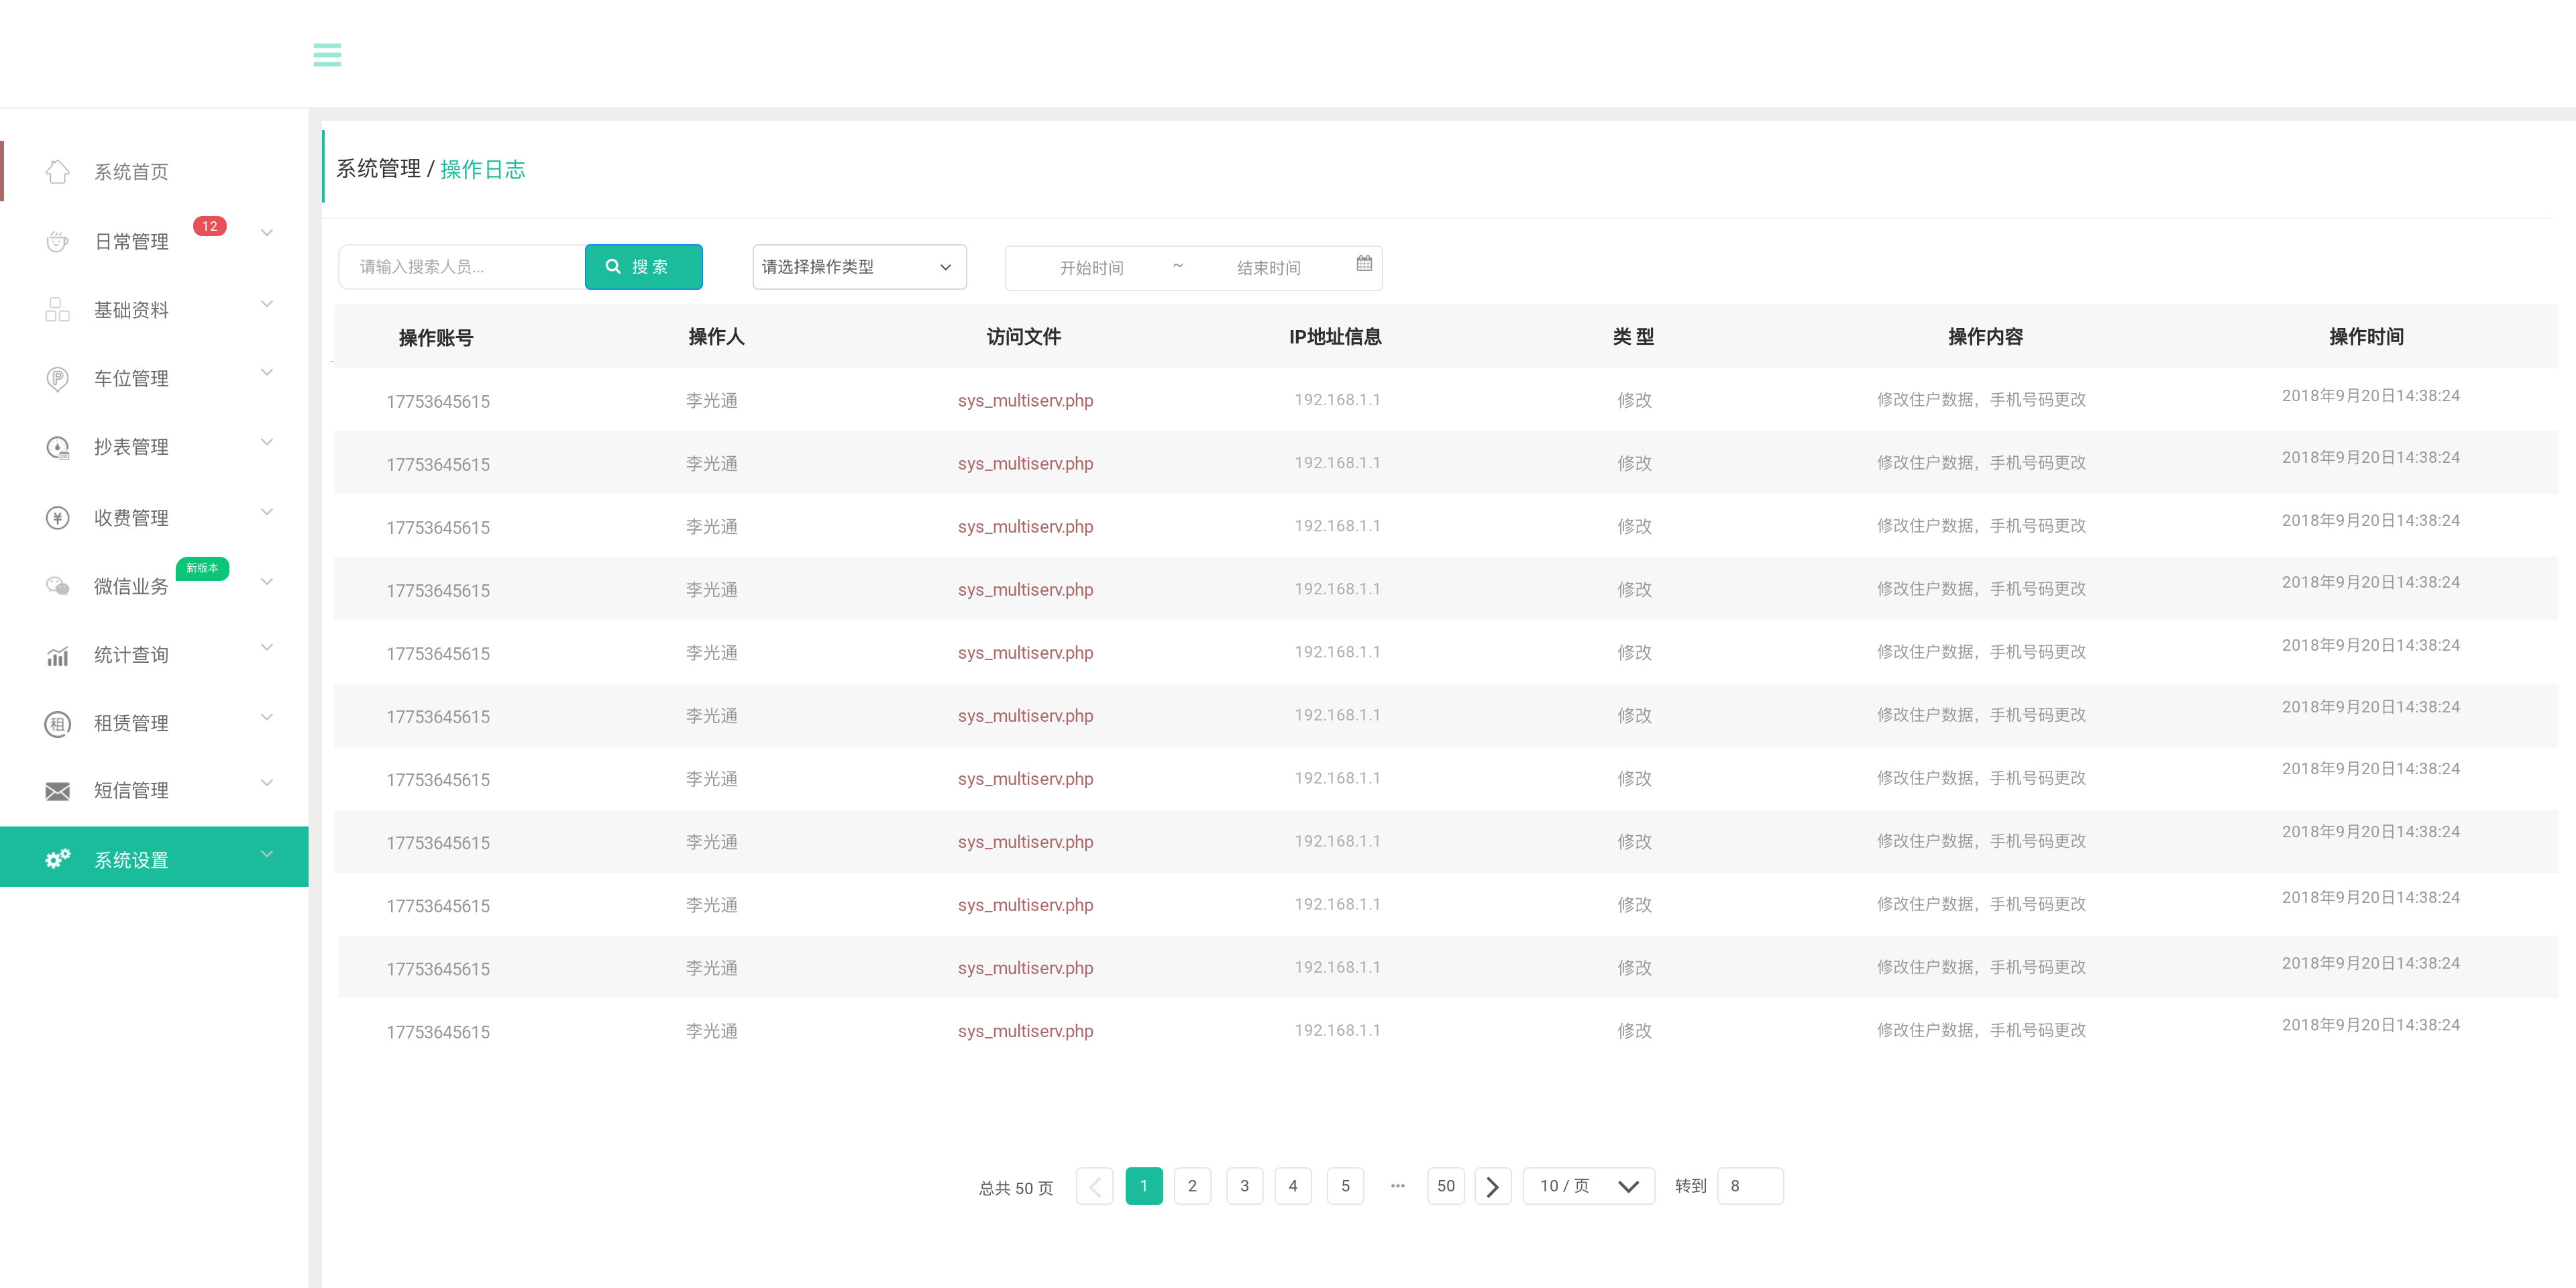 系统管理 / 操作日志
系统首页
日常管理 12
基础资料
P 车位管理
抄表管理
¥ 收费管理
微信业务 新版本
统计查询
租 租赁管理
短信管理
系统设置
请输入搜索人员... 搜 索 请选择操作类型 开始时间 ~ 结束时间
操作账号 操作人 访问文件 IP地址信息 类 型 操作内容 操作时间
17753645615 李光通 sys_multiserv.php 192.168.1.1 修改 修改住户数据，手机号码更改 2018年9月20日14:38:24
17753645615 李光通 sys_multiserv.php 192.168.1.1 修改 修改住户数据，手机号码更改 2018年9月20日14:38:24
17753645615 李光通 sys_multiserv.php 192.168.1.1 修改 修改住户数据，手机号码更改 2018年9月20日14:38:24
17753645615 李光通 sys_multiserv.php 192.168.1.1 修改 修改住户数据，手机号码更改 2018年9月20日14:38:24
17753645615 李光通 sys_multiserv.php 192.168.1.1 修改 修改住户数据，手机号码更改 2018年9月20日14:38:24
17753645615 李光通 sys_multiserv.php 192.168.1.1 修改 修改住户数据，手机号码更改 2018年9月20日14:38:24
17753645615 李光通 sys_multiserv.php 192.168.1.1 修改 修改住户数据，手机号码更改 2018年9月20日14:38:24
17753645615 李光通 sys_multiserv.php 192.168.1.1 修改 修改住户数据，手机号码更改 2018年9月20日14:38:24
17753645615 李光通 sys_multiserv.php 192.168.1.1 修改 修改住户数据，手机号码更改 2018年9月20日14:38:24
17753645615 李光通 sys_multiserv.php 192.168.1.1 修改 修改住户数据，手机号码更改 2018年9月20日14:38:24
17753645615 李光通 sys_multiserv.php 192.168.1.1 修改 修改住户数据，手机号码更改 2018年9月20日14:38:24
总共 50 页 1 2 3 4 5 ··· 50 10 / 页 转到 8